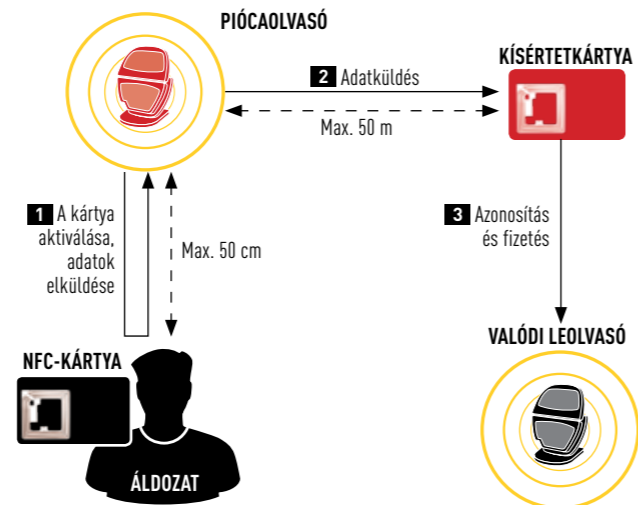 PIÓCAOLVASÓ
KÍSÉRTETKÁRTYA
2 Adatküldés
Max. 50 m
1 A kártya
aktiválása,
adatok
elküldése
Max. 50 cm
3 Azonosítás
és fizetés
NFC-KÁRTYA
ÁLDOZAT
VALÓDI LEOLVASÓ